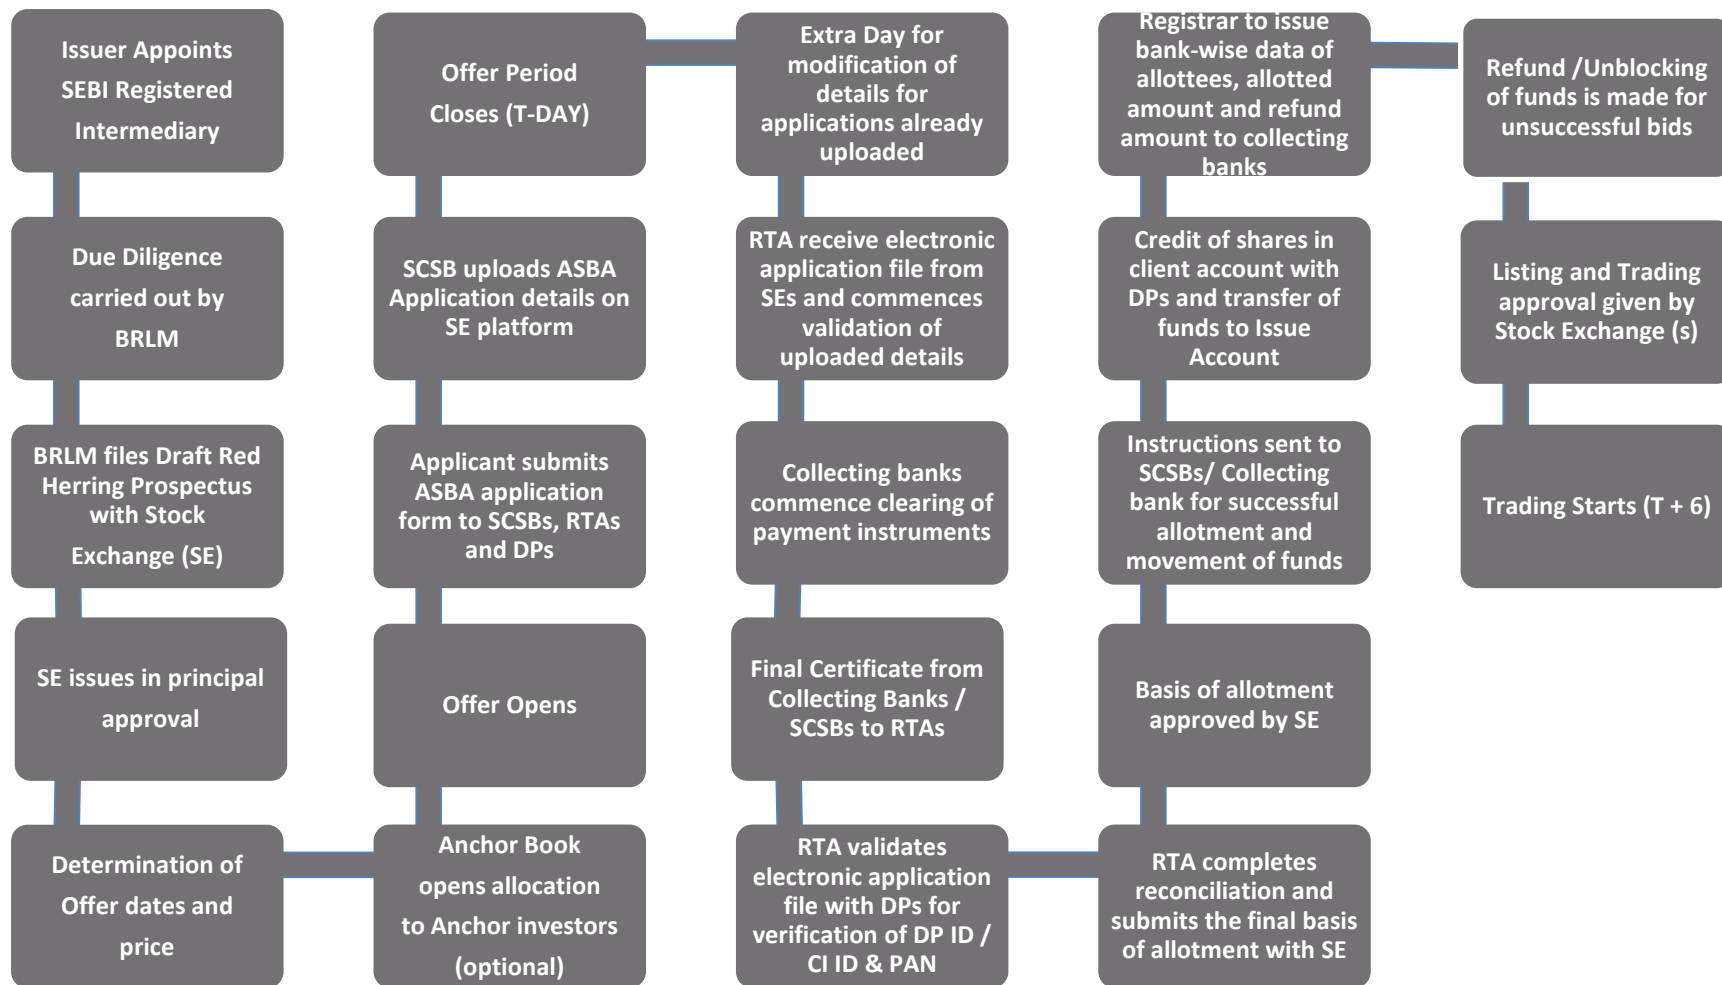 Issuer Appoints
SEBI Registered
Intermediary
Due Diligence
carried out by
BRLM
BRLM files Draft Red
Herring Prospectus
with Stock
Exchange (SE)
SE issues in principal
approval
Determination of
Offer dates and
price
Offer Period
Closes (T-DAY)
SCSB uploads ASBA
Application details on
SE platform
Applicant submits
ASBA application
form to SCSBs, RTAs
and DPs
Offer Opens
Anchor Book
opens allocation
to Anchor investors
(optional)
Extra Day for
modification of
details for
applications already
uploaded
RTA receive electronic
application file from
SEs and commences
validation of
uploaded details
Collecting banks
commence clearing of
payment instruments
Final Certificate from
Collecting Banks /
SCSBs to RTAs
RTA validates
electronic application
file with DPs for
verification of DP ID /
CI ID & PAN
Registrar to issue
bank-wise data of
allottees, allotted
amount and refund
amount to collecting
banks
Credit of shares in
client account with
DPs and transfer of
funds to Issue
Account
Instructions sent to
SCSBs/ Collecting
bank for successful
allotment and
movement of funds
Basis of allotment
approved by SE
RTA completes
reconciliation and
submits the final basis
of allotment with SE
Refund /Unblocking
of funds is made for
unsuccessful bids
Listing and Trading
approval given by
Stock Exchange (s)
Trading Starts (T + 6)